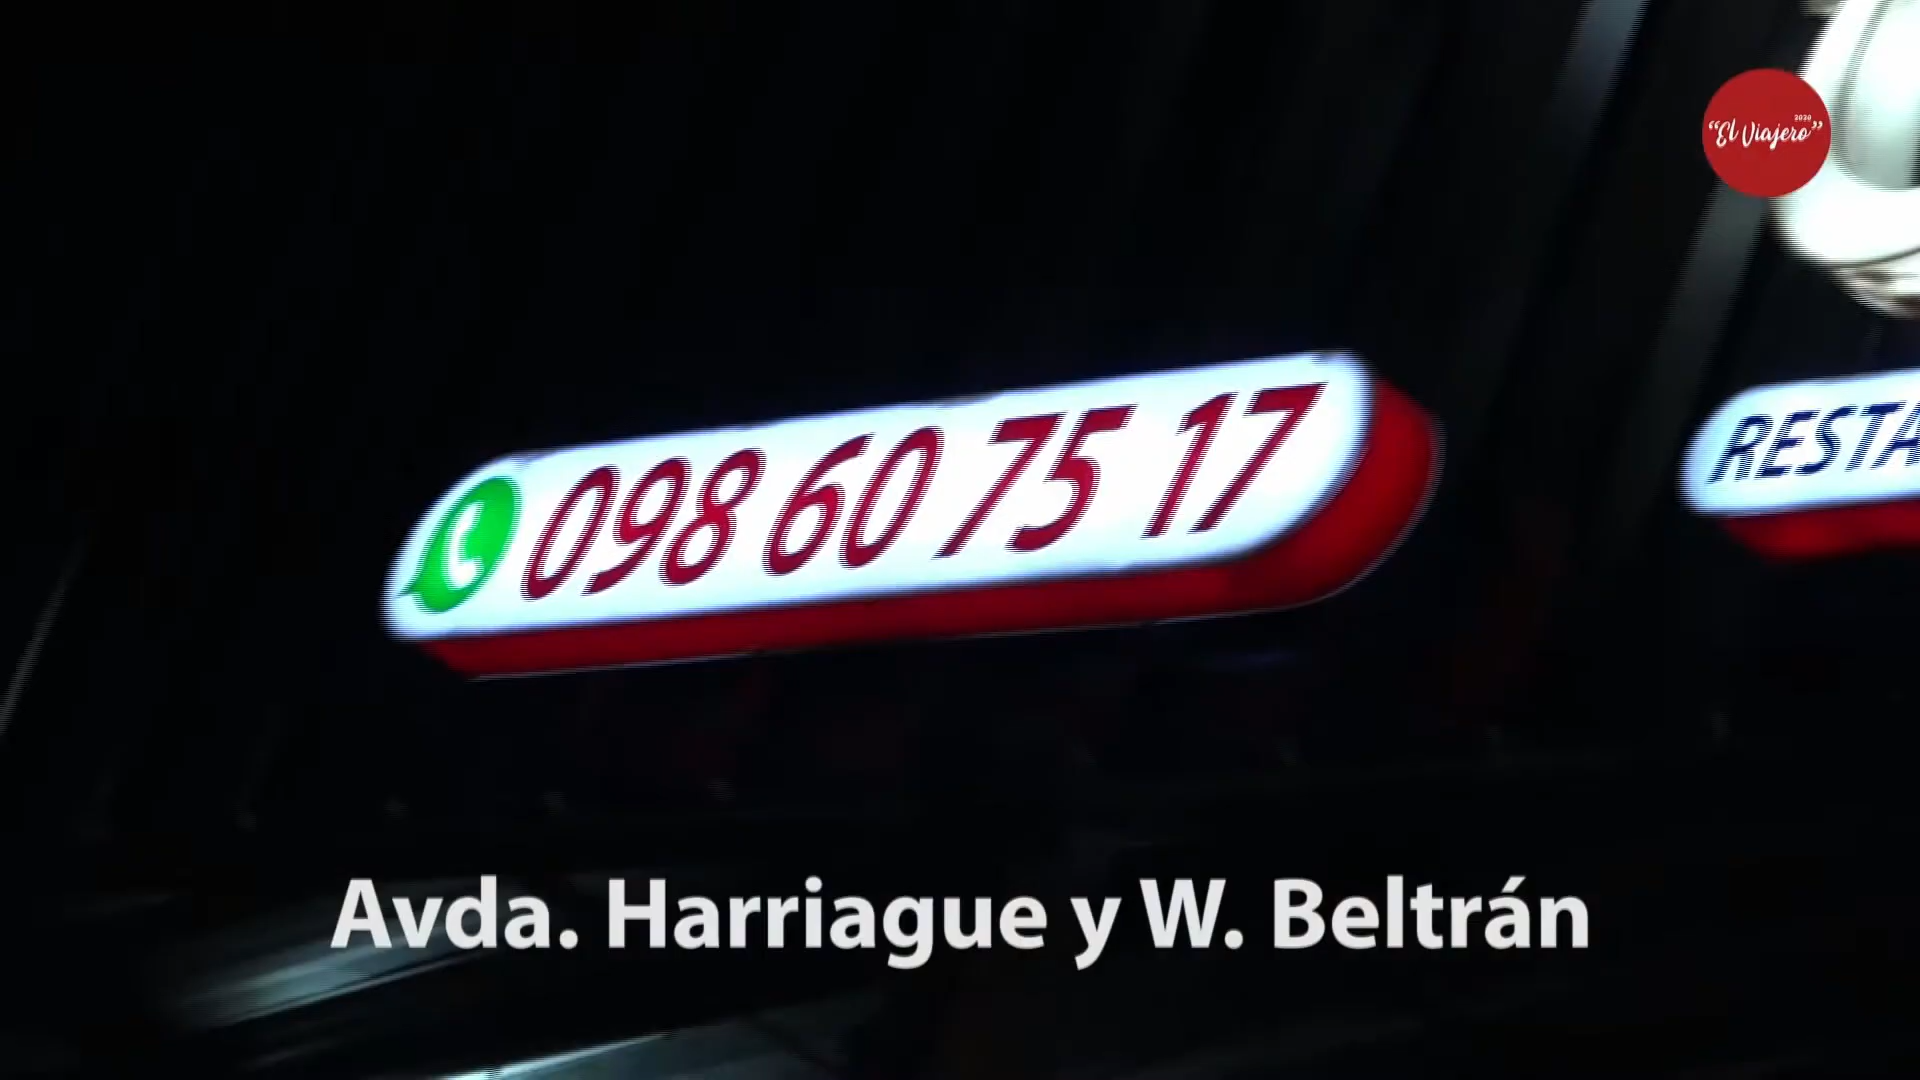 “El Viajero”
2020
098 60 75 17
RESTA
Avda. Harriague y W. Beltrán